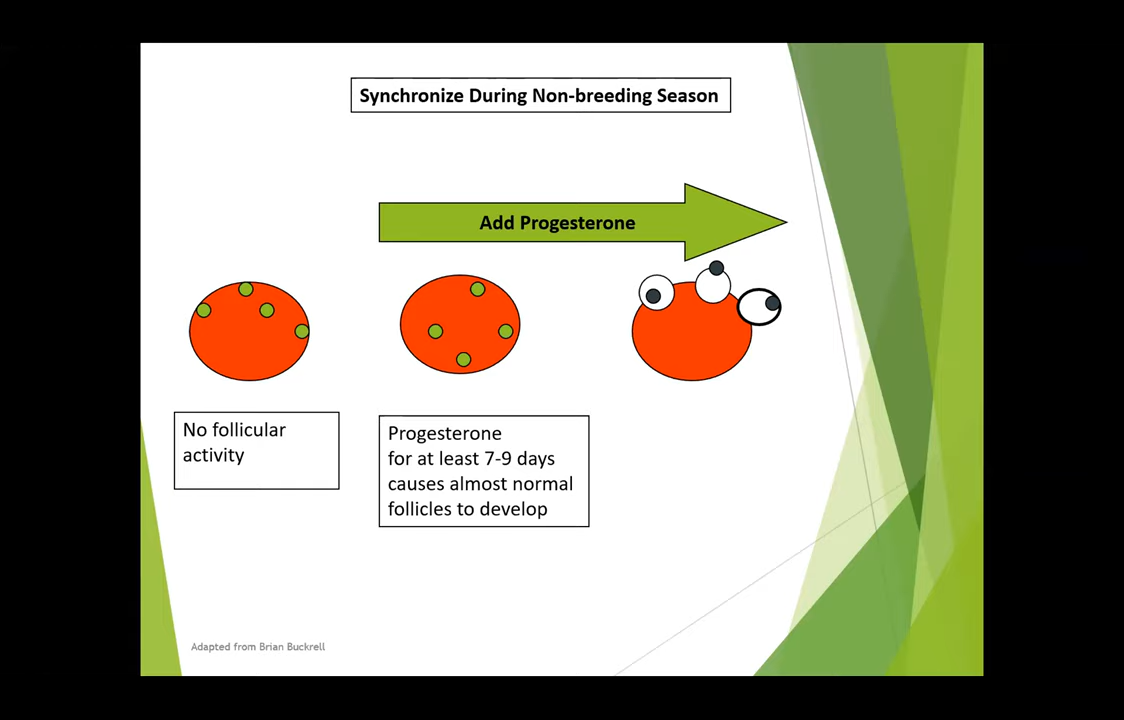 Synchronize During Non-breeding Season
Add Progesterone
No follicular
activity
Progesterone
for at least 7-9 days
causes almost normal
follicles to develop
Adapted from Brian Buckrell